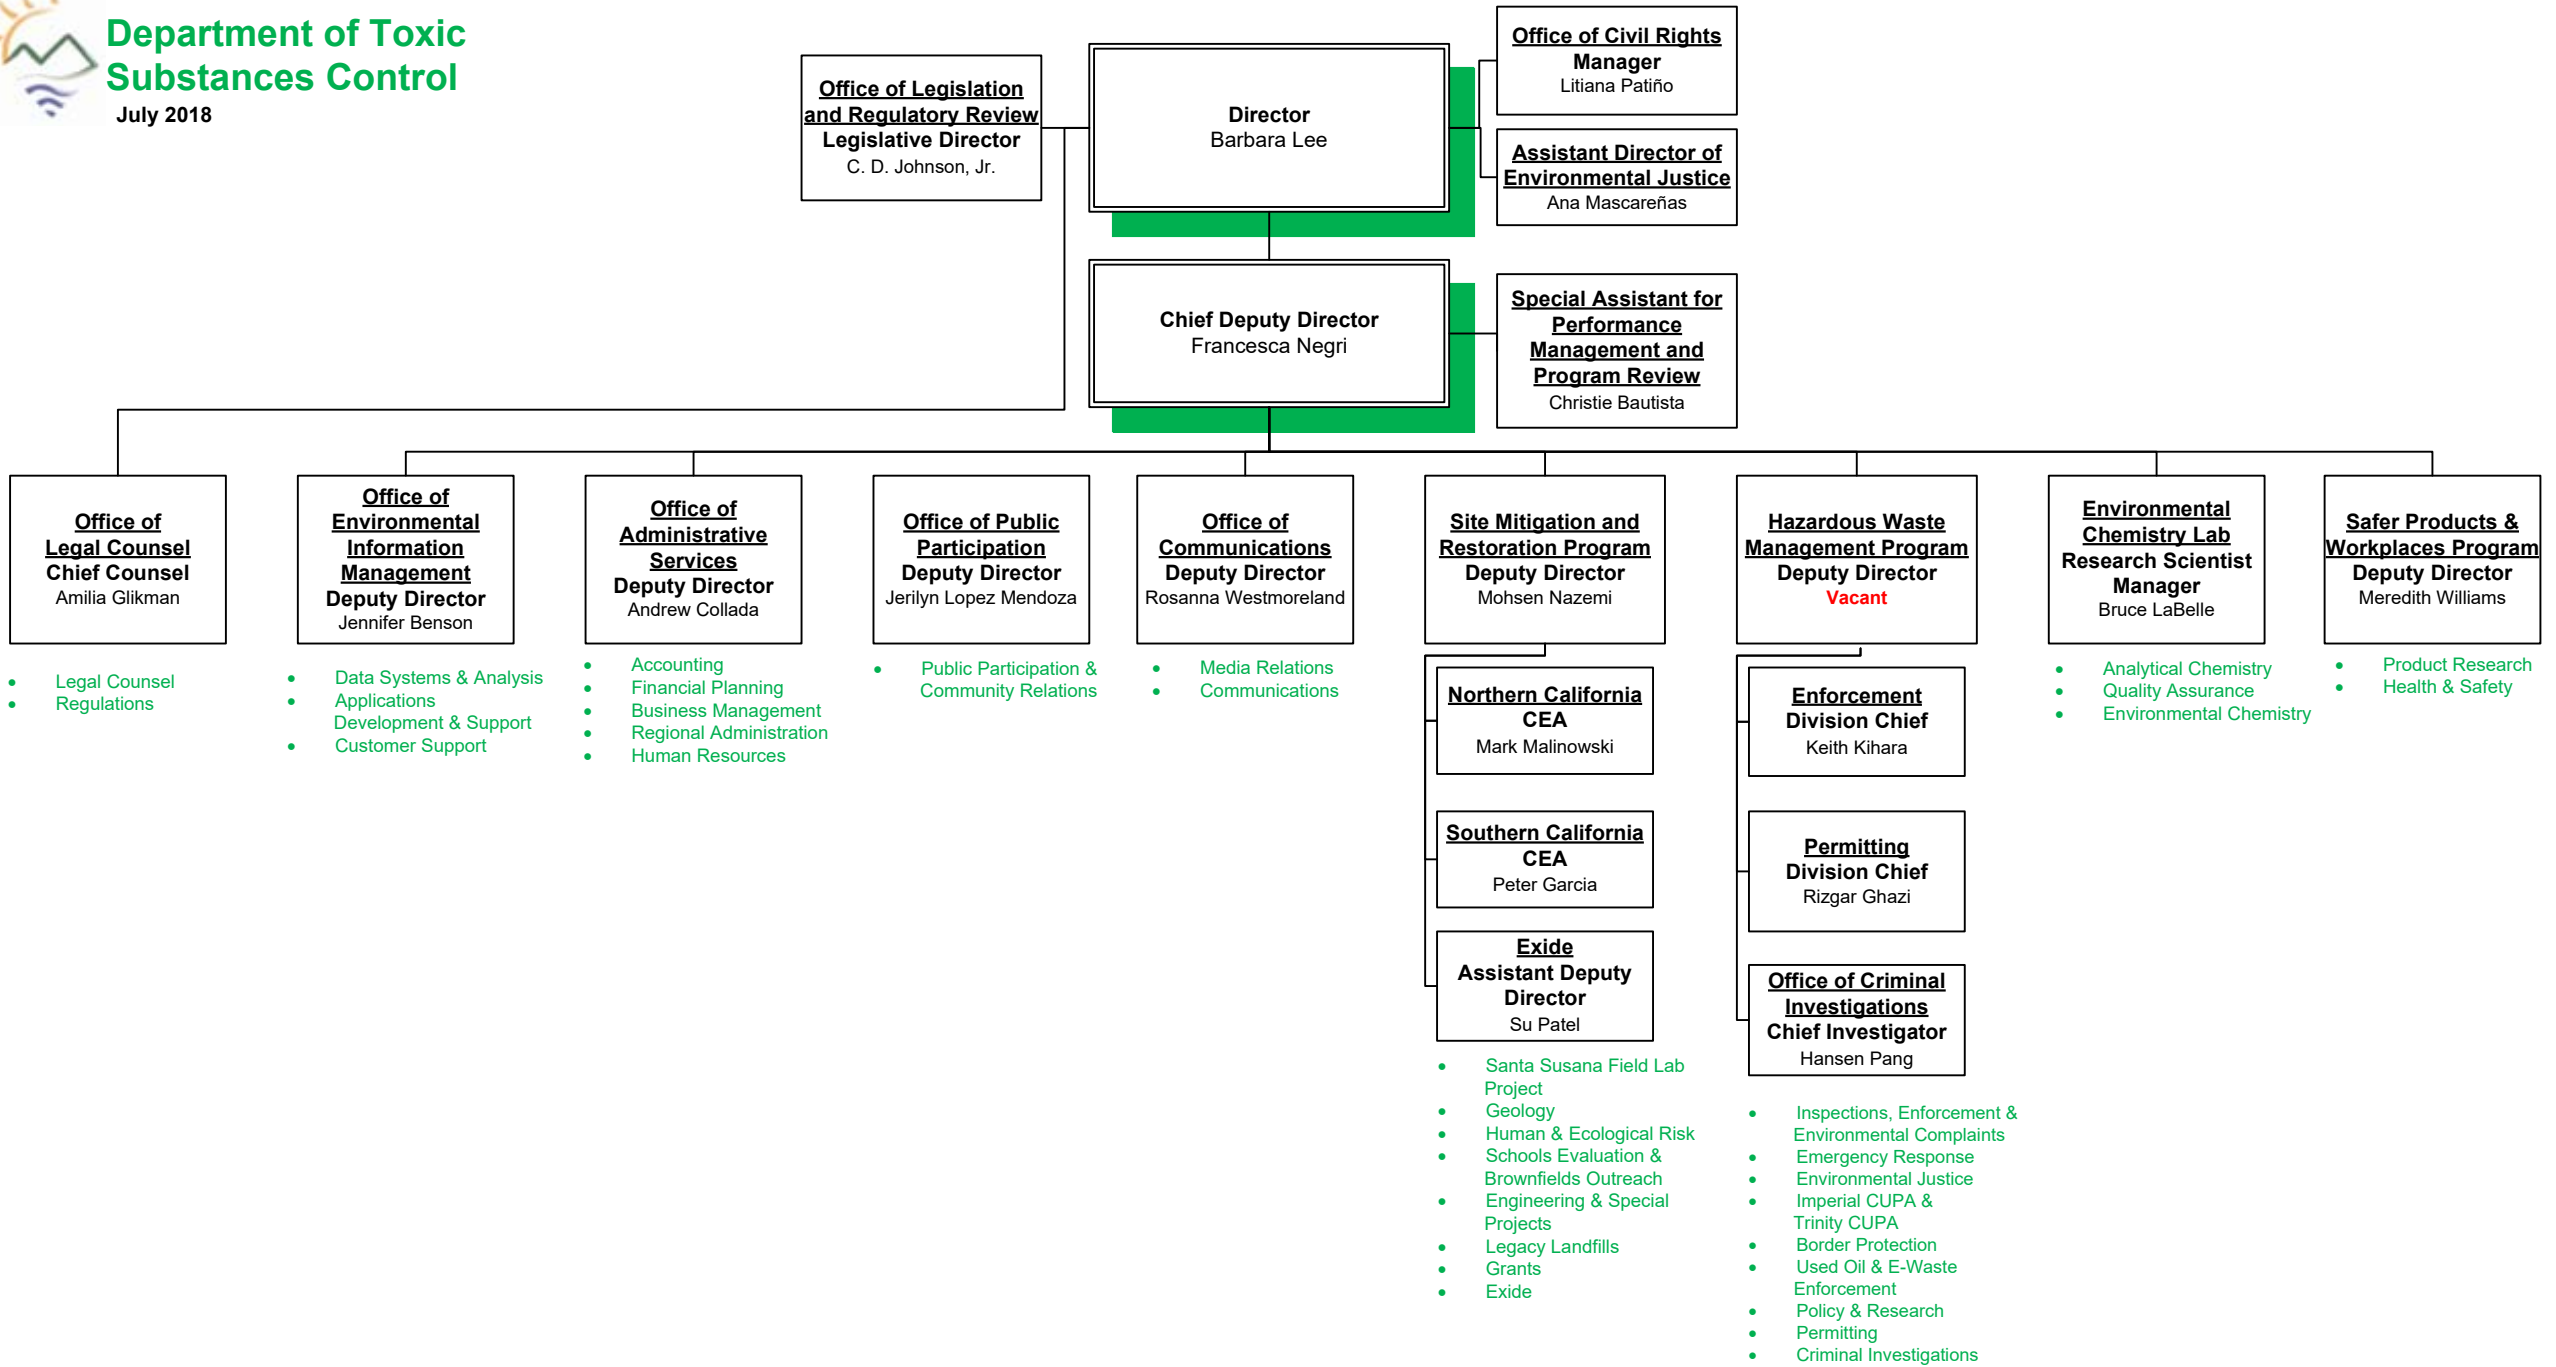 Department of Toxic
Substances Control
July 2018
Office of Legislation
and Regulatory Review
Legislative Director
C. D. Johnson, Jr.
Director
Barbara Lee
Office of Civil Rights
Manager
Litiana Patiño
Assistant Director of
Environmental Justice
Ana Mascareñas
Chief Deputy Director
Francesca Negri
Special Assistant for
Performance
Management and
Program Review
Christie Bautista
Office of
Legal Counsel
Chief Counsel
Amilia Glikman
• Legal Counsel
• Regulations
Office of
Environmental
Information
Management
Deputy Director
Jennifer Benson
• Data Systems & Analysis
• Applications
Development & Support
• Customer Support
Office of
Administrative
Services
Deputy Director
Andrew Collada
• Accounting
• Financial Planning
• Business Management
• Regional Administration
• Human Resources
Office of Public
Participation
Deputy Director
Jerilyn Lopez Mendoza
• Public Participation &
Community Relations
Office of
Communications
Deputy Director
Rosanna Westmoreland
• Media Relations
• Communications
Site Mitigation and
Restoration Program
Deputy Director
Mohsen Nazemi
Northern California
CEA
Mark Malinowski
Southern California
CEA
Peter Garcia
Exide
Assistant Deputy
Director
Su Patel
• Santa Susana Field Lab
Project
• Geology
• Human & Ecological Risk
• Schools Evaluation &
Brownfields Outreach
• Engineering & Special
Projects
• Legacy Landfills
• Grants
• Exide
Hazardous Waste
Management Program
Deputy Director
Vacant
Enforcement
Division Chief
Keith Kihara
Permitting
Division Chief
Rizgar Ghazi
Office of Criminal
Investigations
Chief Investigator
Hansen Pang
• Inspections, Enforcement &
Environmental Complaints
• Emergency Response
• Environmental Justice
• Imperial CUPA &
Trinity CUPA
• Border Protection
• Used Oil & E-Waste
Enforcement
• Policy & Research
• Permitting
• Criminal Investigations
Environmental
Chemistry Lab
Research Scientist
Manager
Bruce LaBelle
• Analytical Chemistry
• Quality Assurance
• Environmental Chemistry
Safer Products &
Workplaces Program
Deputy Director
Meredith Williams
• Product Research
• Health & Safety